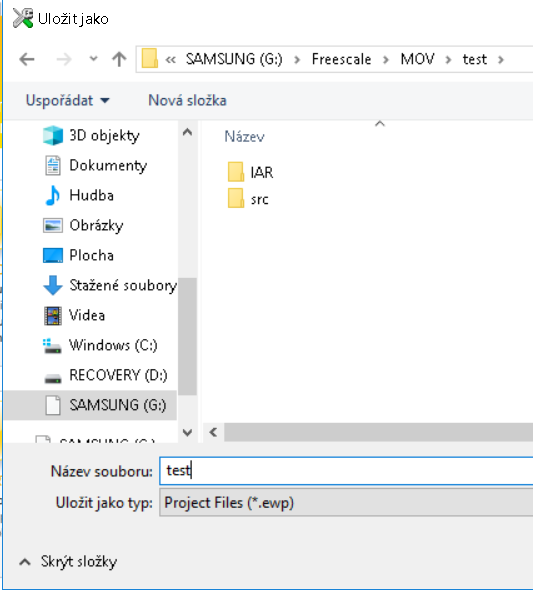 Uložit jako
« SAMSUNG (G:) › Freescale › MOV › test ›
Uspořádat Nová složka
3D objekty
Dokumenty
Hudba
Obrázky
Plocha
Stažené soubory
Videa
Windows (C:)
RECOVERY (D:)
SAMSUNG (G:)
Název
IAR
src
Název souboru: test
Uložit jako typ: Project Files (*.ewp)
Skrýt složky